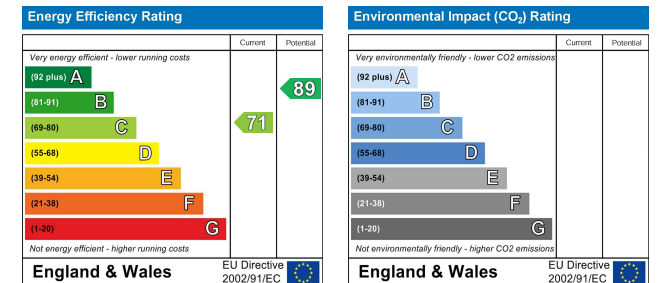 Energy Efficiency Rating
Current Potential
Very energy efficient - lower running costs
(92 plus) A
(81-91) B
(69-80) C
(55-68) D
(39-54) E
(21-38) F
(1-20) G
71
89
Not energy efficient - higher running costs
England & Wales
EU Directive
2002/91/EC
Environmental Impact (CO₂) Rating
Current Potential
Very environmentally friendly - lower CO2 emissions
(92 plus) A
(81-91) B
(69-80) C
(55-68) D
(39-54) E
(21-38) F
(1-20) G
Not environmentally friendly - higher CO2 emissions
England & Wales
EU Directive
2002/91/EC